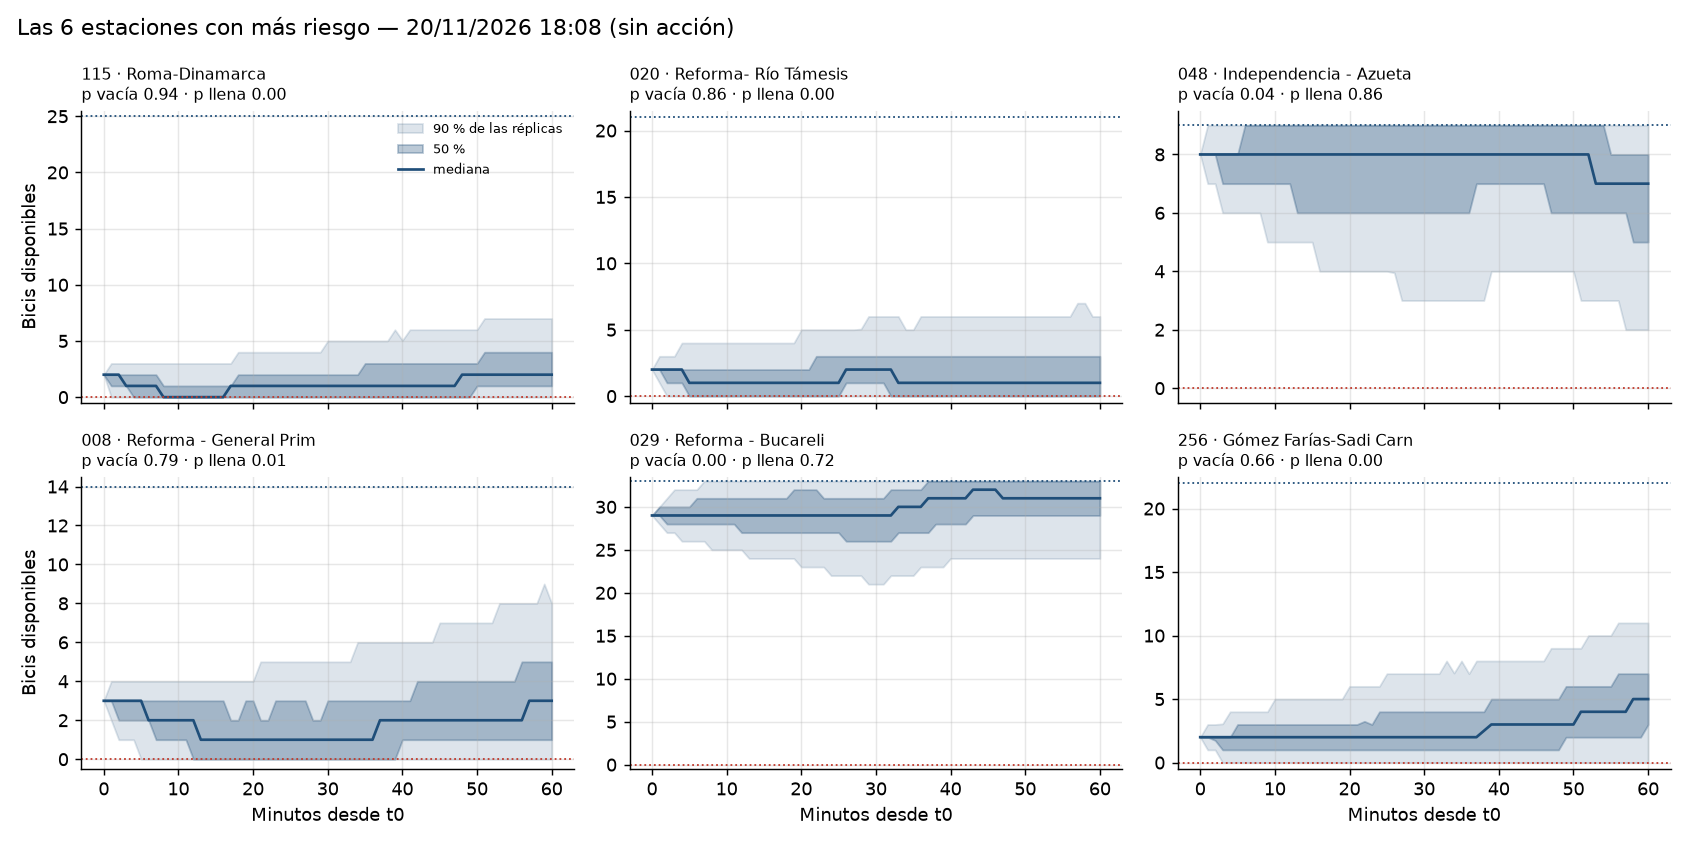 Las 6 estaciones con más riesgo — 20/11/2026 18:08 (sin acción)
115 · Roma-Dinamarca
p vacía 0.94 · p llena 0.00
25
20
15
10
5
0
Bicis disponibles
90 % de las réplicas
50 %
mediana
020 · Reforma- Río Támesis
p vacía 0.86 · p llena 0.00
20
15
10
5
0
048 · Independencia - Azueta
p vacía 0.04 · p llena 0.86
8
6
4
2
0
008 · Reforma - General Prim
p vacía 0.79 · p llena 0.01
14
12
10
8
6
4
2
0
Bicis disponibles
0 10 20 30 40 50 60
Minutos desde t0
029 · Reforma - Bucareli
p vacía 0.00 · p llena 0.72
30
25
20
15
10
5
0
0 10 20 30 40 50 60
Minutos desde t0
256 · Gómez Farías-Sadi Carn
p vacía 0.66 · p llena 0.00
20
15
10
5
0
0 10 20 30 40 50 60
Minutos desde t0